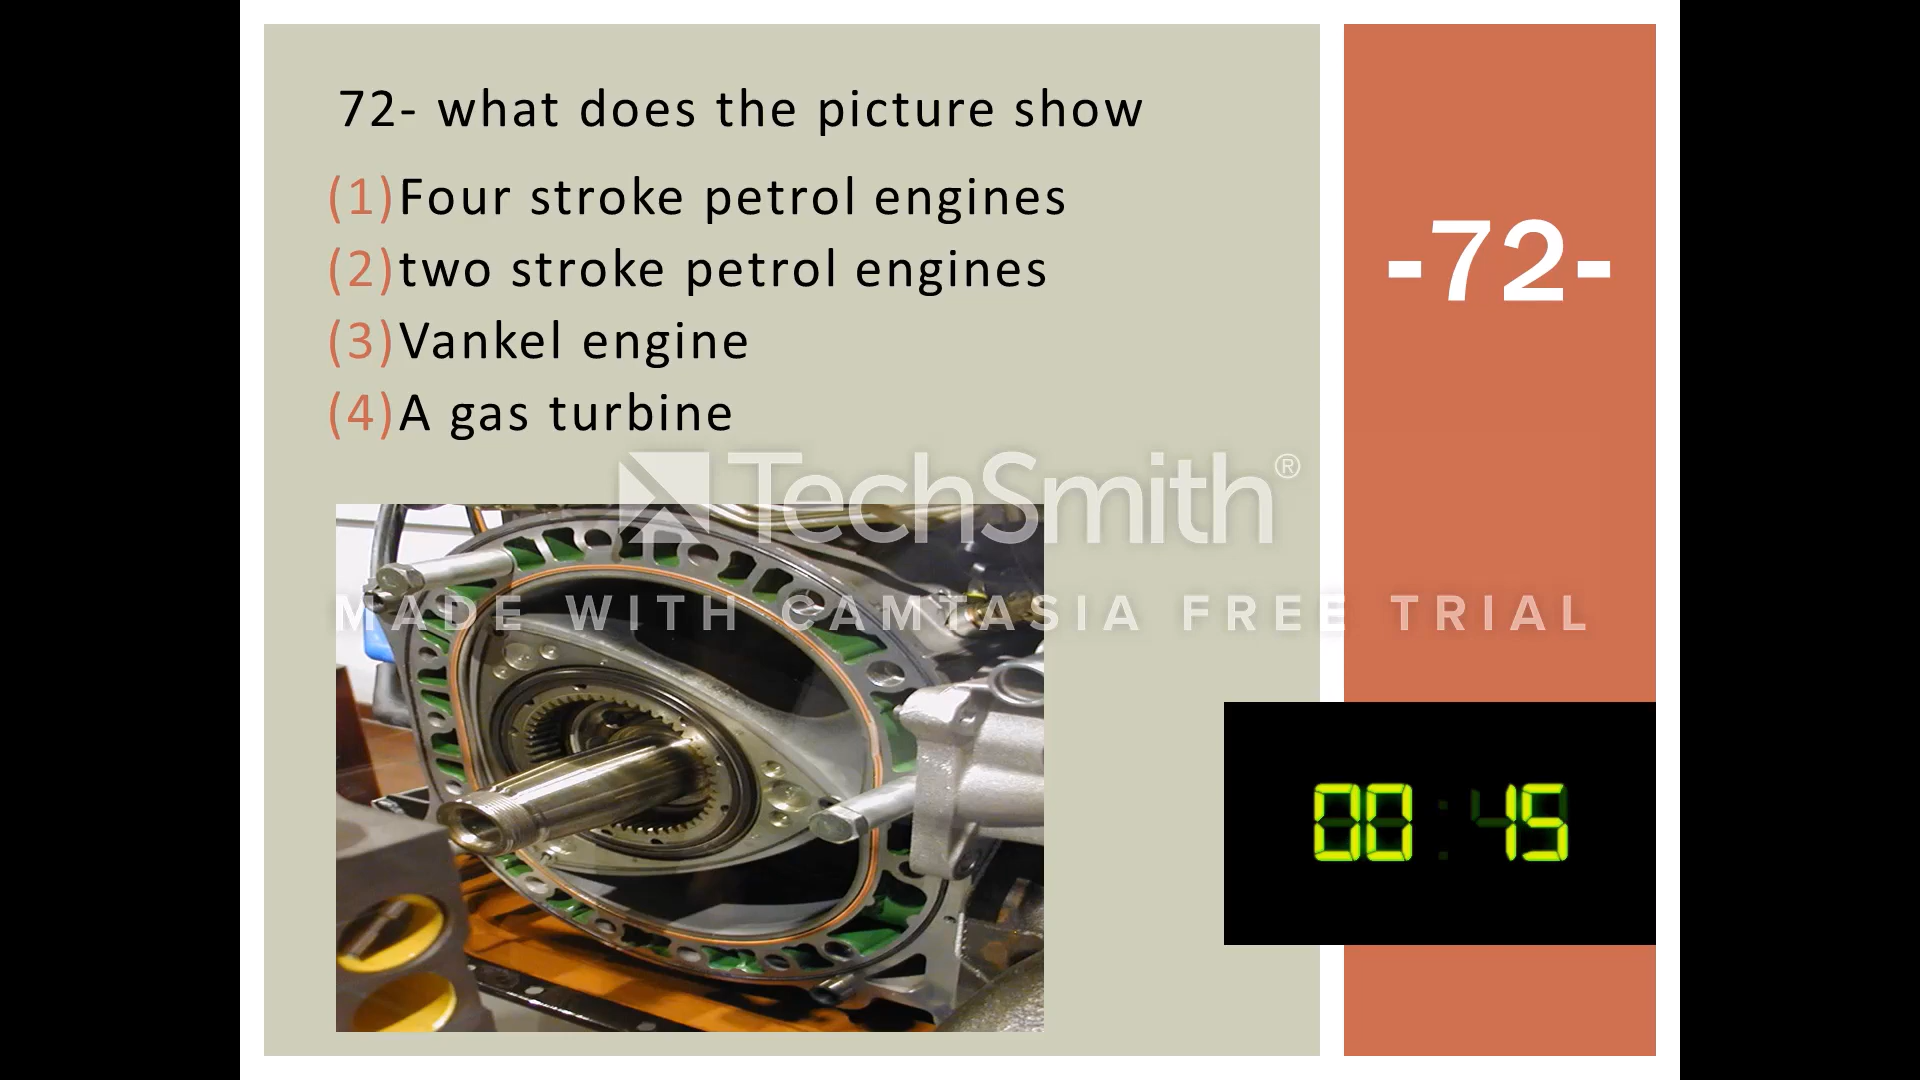 72- what does the picture show
(1)Four stroke petrol engines
(2)two stroke petrol engines
(3)Vankel engine
(4)A gas turbine
-72-
TechSmith®
MADE WITH CAMTASIA FREE TRIAL
00:15